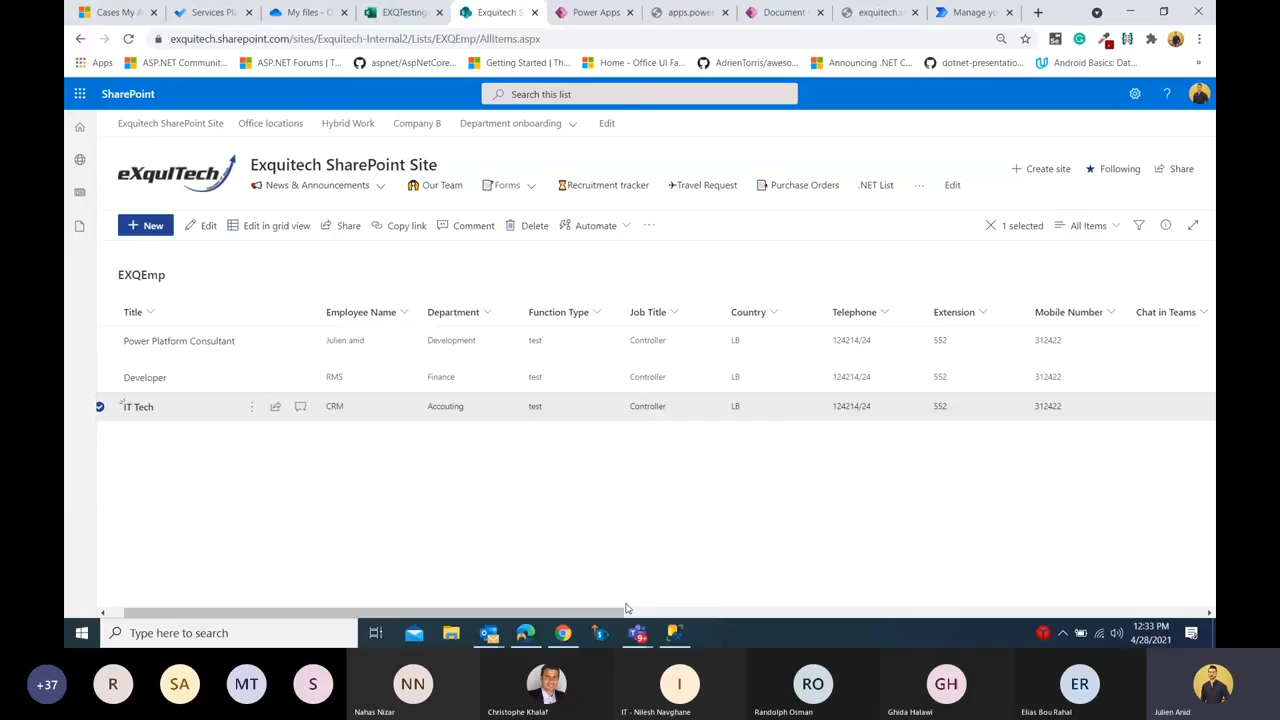 Cases My A
Services Pla
My files - O
EXQTesting
Exquitech S
Power Apps
apps.power
Document
exquitech.s
Manage yo
exquitech.sharepoint.com/sites/Exquitech-Internal2/Lists/EXQEmp/AllItems.aspx
Apps
ASP.NET Communit...
ASP.NET Forums | T...
aspnet/AspNetCore...
Getting Started | Th...
Home - Office UI Fa...
AdrienTorris/aweso...
Announcing .NET C...
dotnet-presentatio...
Android Basics: Dat...
SharePoint
Search this list
Exquitech SharePoint Site Office locations Hybrid Work Company B Department onboarding Edit
eXquITech
Exquitech SharePoint Site
Create site Following Share
News & Announcements Our Team Forms Recruitment tracker Travel Request Purchase Orders .NET List ... Edit
New Edit Edit in grid view Share Copy link Comment Delete Automate ... 1 selected All Items
EXQEmp
Title Employee Name Department Function Type Job Title Country Telephone Extension Mobile Number Chat in Teams
Power Platform Consultant Julien anid Development test Controller LB 124214/24 552 312422
Developer RMS Finance test Controller LB 124214/24 552 312422
IT Tech CRM Accouting test Controller LB 124214/24 552 312422
Type here to search
9+
12:33 PM
4/28/2021
+37 R SA MT S NN I RO GH ER
Nahas Nizar Christophe Khalaf IT - Nilesh Navghane Randolph Osman Ghida Halawi Elias Bou Rahal Julien Anid